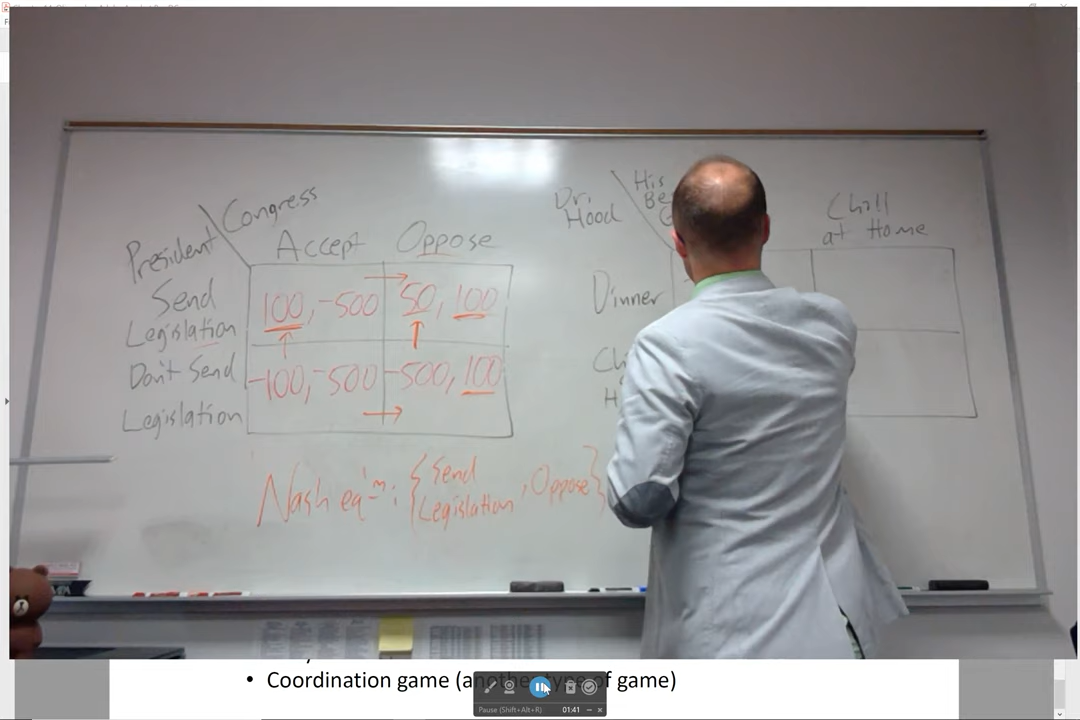 Congress
President
Accept Oppose
Send
Legislation
100, -500 50, 100
Don't Send
Legislation
-100, -500 -500, 100
Nash eq'm: {Send Legislation, Oppose}
Dr. Hood
His
Chill
at Home
Dinner
• Coordination game (another type of game)
Pause (Shift+Alt+R) 01:41